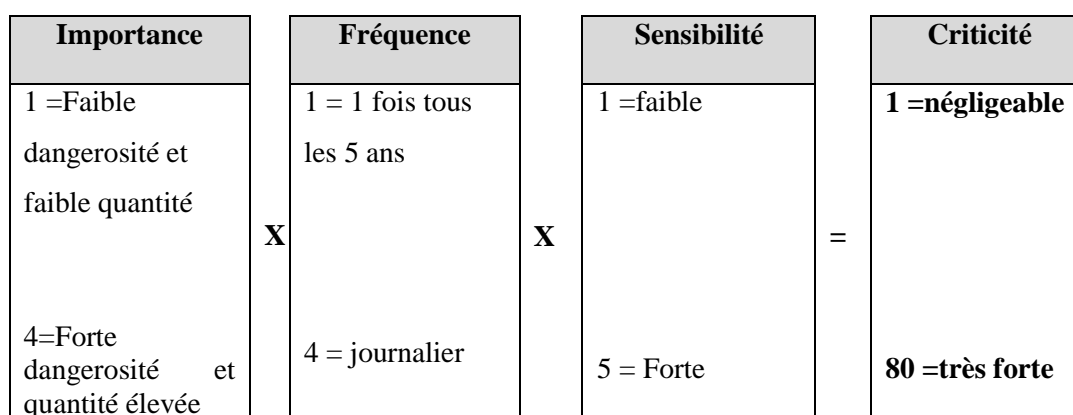 Importance
1 =Faible
dangerosité et
faible quantité
4=Forte
dangerosité et
quantité élevée
X
Fréquence
1 = 1 fois tous
les 5 ans
4 = journalier
X
Sensibilité
1 =faible
5 = Forte
=
Criticité
1 =négligeable
80 =très forte